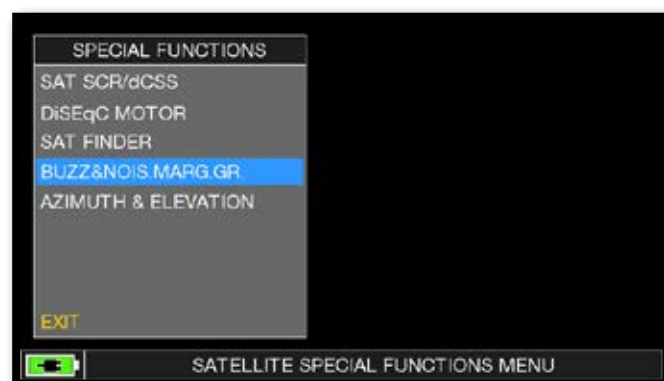 SPECIAL FUNCTIONS
SAT SCR/dCSS
DiSEqC MOTOR
SAT FINDER
BUZZ&NOIS.MARG.GR.
AZIMUTH & ELEVATION
EXIT
SATELLITE SPECIAL FUNCTIONS MENU